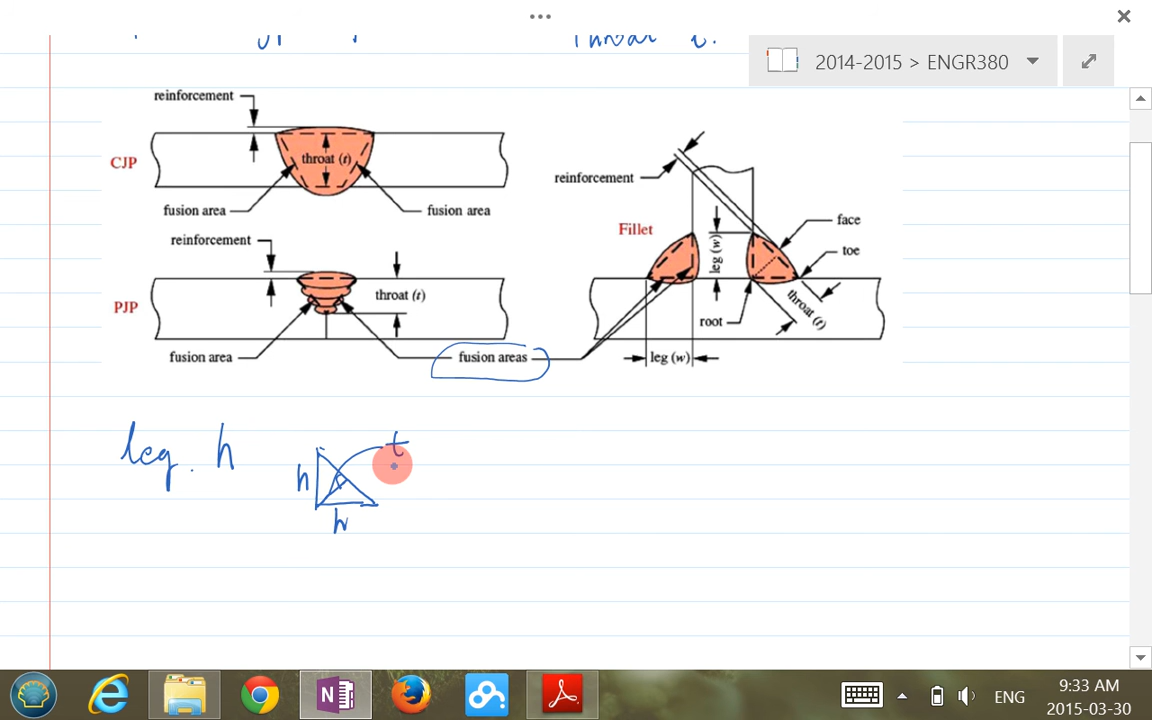 •••
2014-2015 > ENGR380
reinforcement
CJP
throat (t)
fusion area
fusion area
reinforcement
PJP
throat (t)
fusion area
fusion areas
reinforcement
Fillet
leg (w)
face
toe
throat (t)
root
leg (w)
leg. h
h
t
h
ENG
9:33 AM
2015-03-30